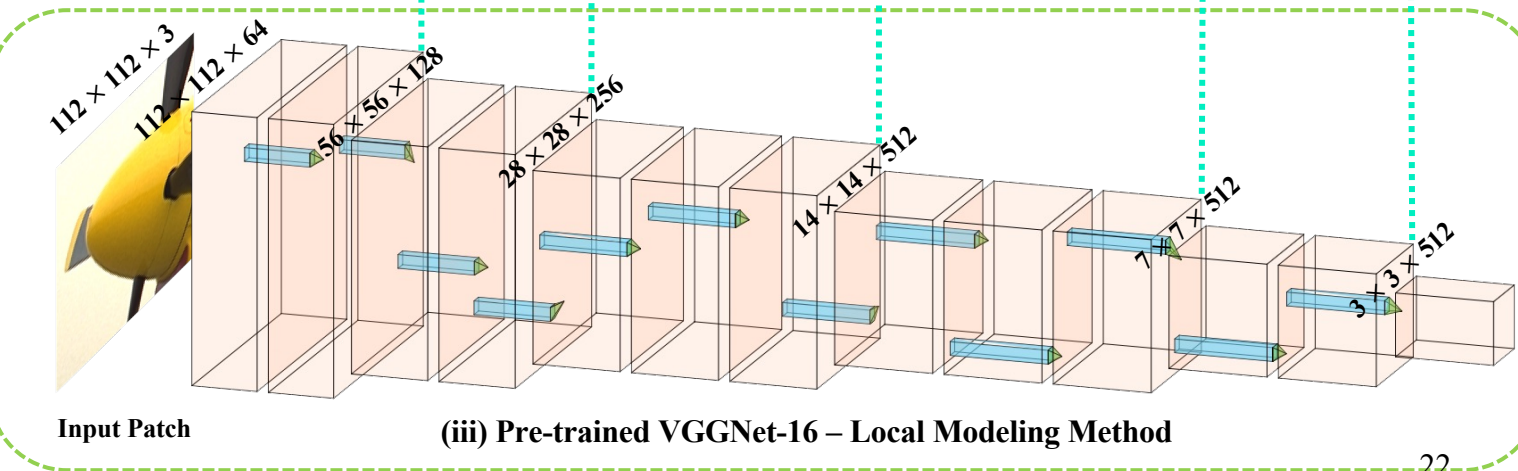 112 × 112 × 3
112 × 112 × 64
56 × 56 × 128
28 × 28 × 256
14 × 14 × 512
7 × 7 × 512
3 × 3 × 512
Input Patch
(iii) Pre-trained VGGNet-16 – Local Modeling Method
22